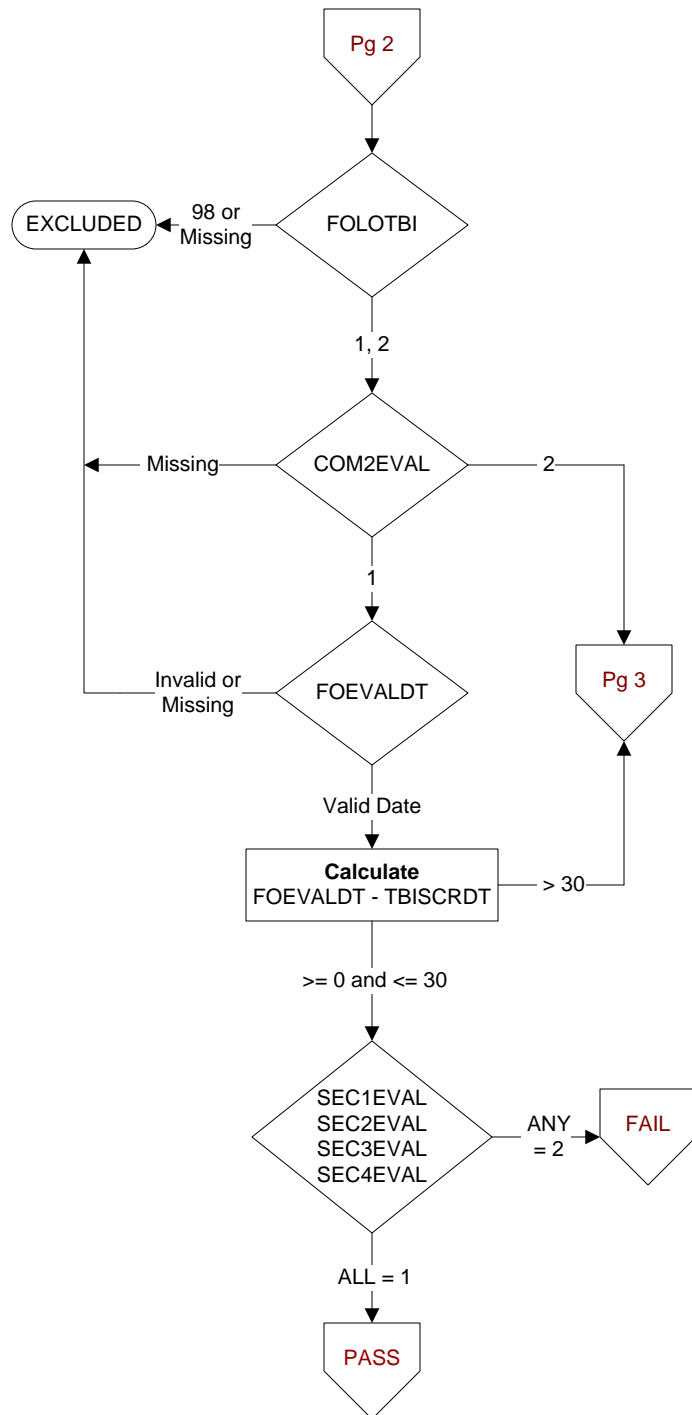 Pg 2
FOLOTBI
98 or
Missing
EXCLUDED
1, 2
COM2EVAL
Missing
2
1
FOEVALDT
Invalid or
Missing
Pg 3
Valid Date
Calculate
FOEVALDT - TBISCRDT
> 30
>= 0 and <= 30
SEC1EVAL
SEC2EVAL
SEC3EVAL
SEC4EVAL
ANY
= 2
FAIL
ALL = 1
PASS